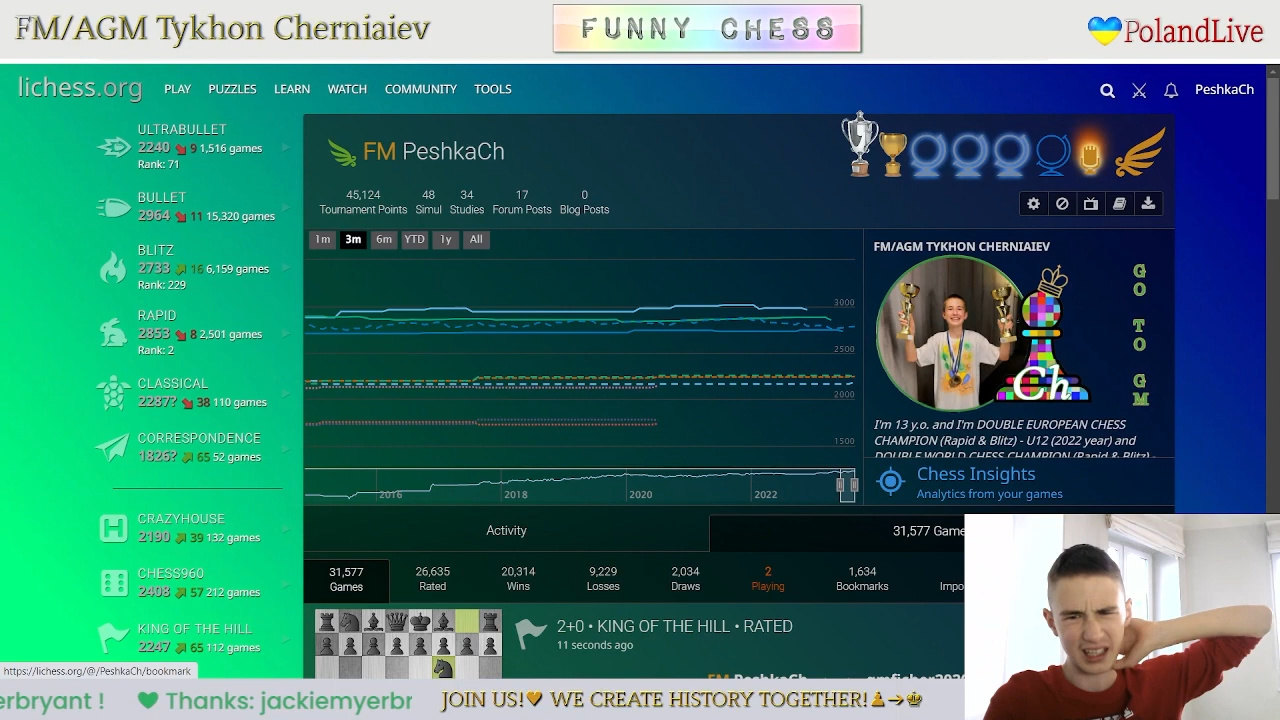 FM/AGM Tykhon Cherniaiev
FUNNY CHESS
PolandLive
lichess.org PLAY PUZZLES LEARN WATCH COMMUNITY TOOLS PeshkaCh
ULTRABULLET
2240 9 1,516 games
Rank: 71
BULLET
2964 11 15,320 games
BLITZ
2733 16 6,159 games
Rank: 229
RAPID
2853 8 2,501 games
Rank: 2
CLASSICAL
2287? 38 110 games
CORRESPONDENCE
1826? 65 52 games
CRAZYHOUSE
2190 39 132 games
CHESS960
2408 57 212 games
KING OF THE HILL
2247 65 112 games
FM PeshkaCh
45,124 48 34 17 0
Tournament Points Simul Studies Forum Posts Blog Posts
1m 3m 6m YTD 1y All
3000
2500
2000
1500
2016 2018 2020 2022
FM/AGM TYKHON CHERNIAIEV
Ch
GO TO GM
I'm 13 y.o. and I'm DOUBLE EUROPEAN CHESS
CHAMPION (Rapid & Blitz) - U12 (2022 year) and
DOUBLE WORLD CHESS CHAMPION (Rapid & Blitz) -
Chess Insights
Analytics from your games
Activity 31,577 Game
31,577 26,635 20,314 9,229 2,034 2 1,634
Games Rated Wins Losses Draws Playing Bookmarks Impo
2+0 • KING OF THE HILL • RATED
11 seconds ago
FM PeshkaCh
https://lichess.org/@/PeshkaCh/bookmark
erbryant ! Thanks: jackiemyerbr
JOIN US! WE CREATE HISTORY TOGETHER!